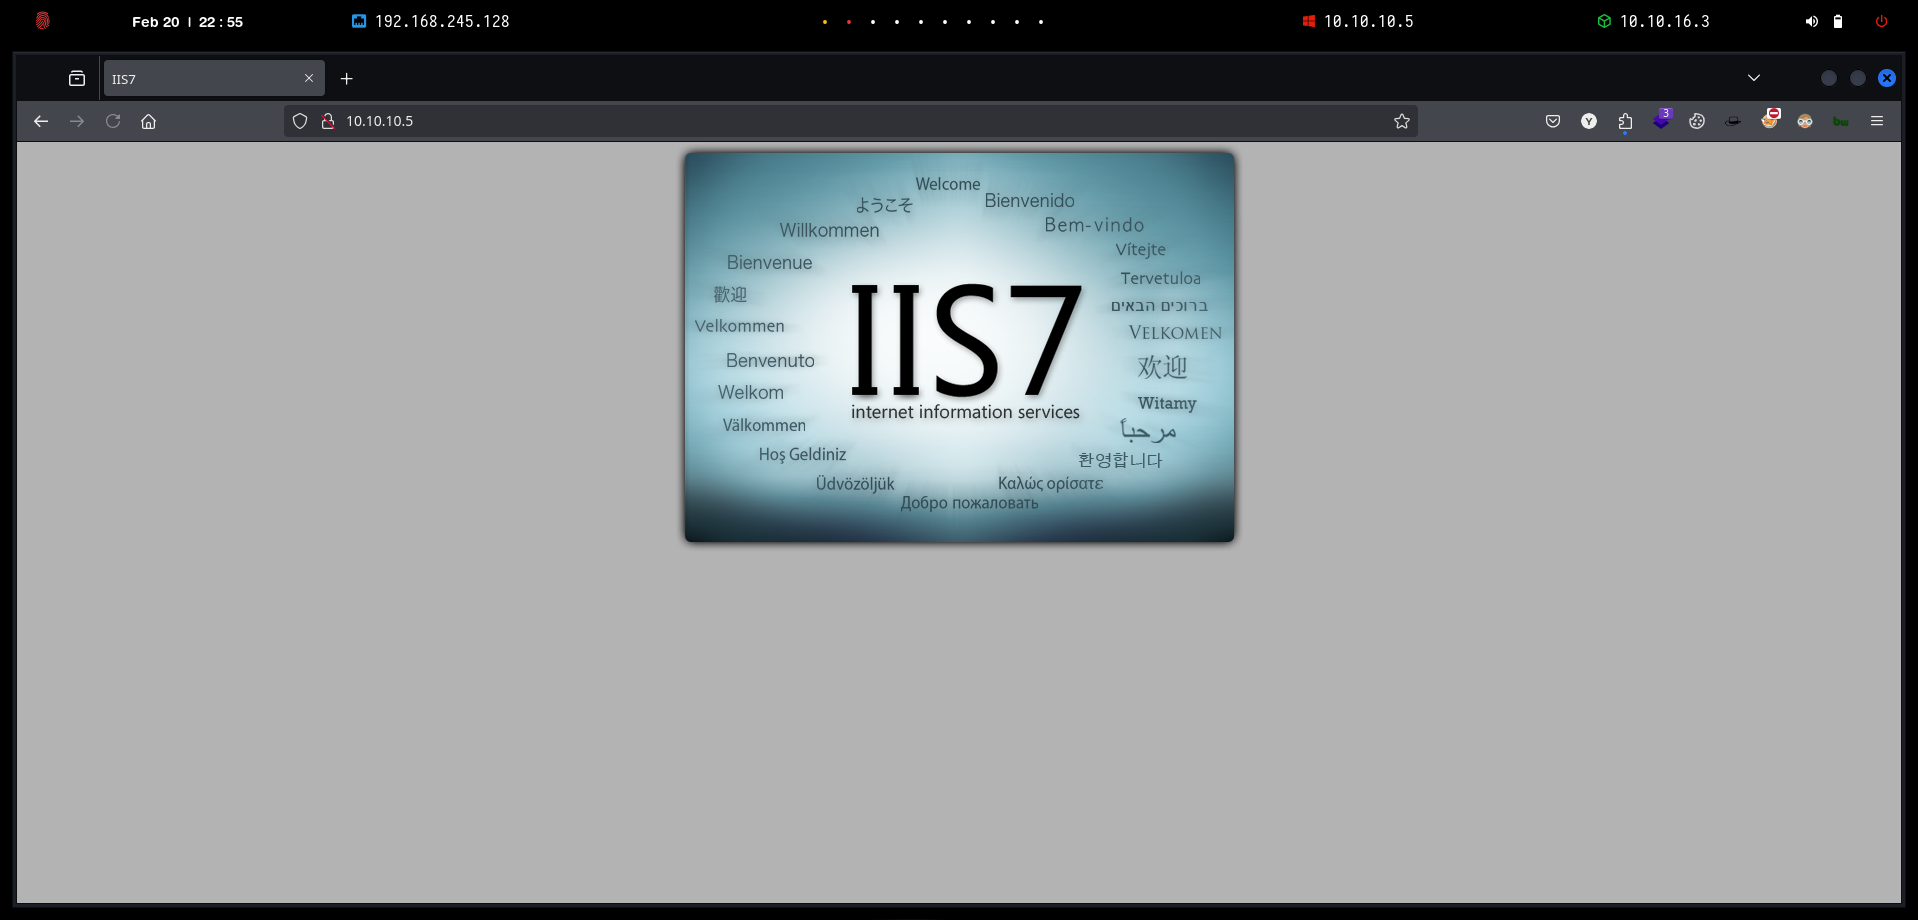 Feb 20 | 22 : 55
192.168.245.128
10.10.10.5
10.10.16.3
IIS7
3
10.10.10.5
Y
bw
Welcome
ようこそ
Bienvenido
Willkommen
Bem-vindo
Vítejte
Bienvenue
Tervetuloa
歡迎
ברוכים הבאים
Velkommen
VELKOMEN
IIS7
Benvenuto
欢迎
Welkom
Witamy
internet information services
Välkommen
مرحباً
Hoş Geldiniz
환영합니다
Üdvözöljük
Καλώς ορίσατε
Добро пожаловать